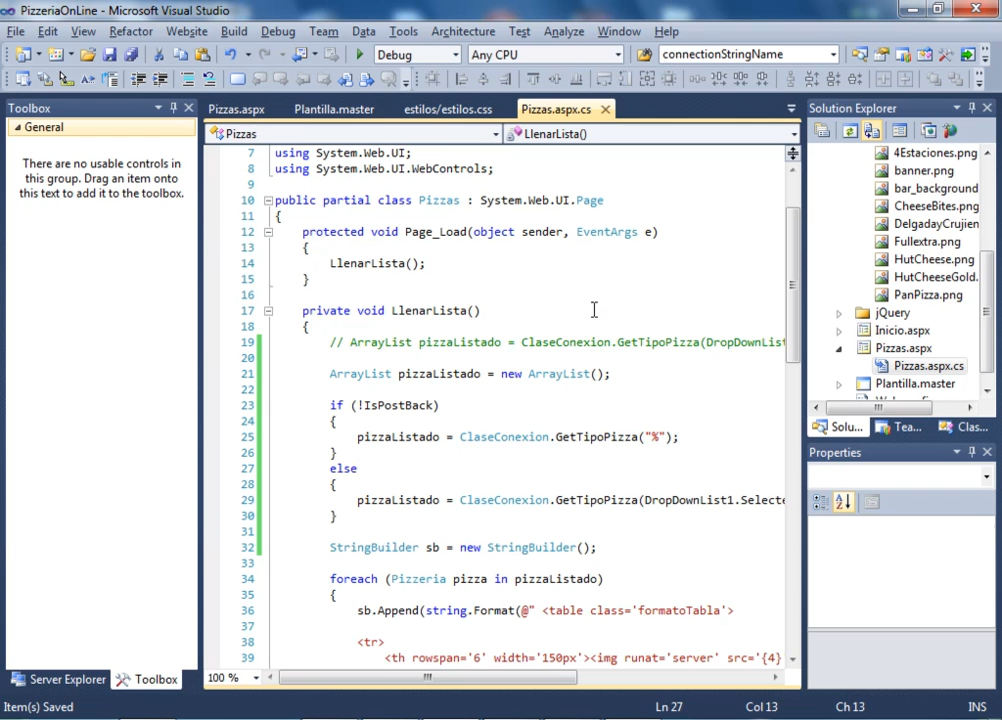 PizzeriaOnLine - Microsoft Visual Studio
File Edit View Refactor Website Build Debug Team Data Tools Architecture Test Analyze Window Help
Debug Any CPU connectionStringName
Toolbox
General
There are no usable controls in
this group. Drag an item onto
this text to add it to the toolbox.
Server Explorer Toolbox
Pizzas.aspx Plantilla.master estilos/estilos.css Pizzas.aspx.cs
Pizzas LlenarLista()
7 using System.Web.UI;
8 using System.Web.UI.WebControls;
9
10 public partial class Pizzas : System.Web.UI.Page
11 {
12 protected void Page_Load(object sender, EventArgs e)
13 {
14 LlenarLista();
15 }
16
17 private void LlenarLista()
18 {
19 // ArrayList pizzaListado = ClaseConexion.GetTipoPizza(DropDownList
20
21 ArrayList pizzaListado = new ArrayList();
22
23 if (!IsPostBack)
24 {
25 pizzaListado = ClaseConexion.GetTipoPizza("%");
26 }
27 else
28 {
29 pizzaListado = ClaseConexion.GetTipoPizza(DropDownList1.Selecte
30 }
31
32 StringBuilder sb = new StringBuilder();
33
34 foreach (Pizzeria pizza in pizzaListado)
35 {
36 sb.Append(string.Format(@" <table class='formatoTabla'>
37
38 <tr>
39 <th rowspan='6' width='150px'><img runat='server' src='{4}
100 %
Solution Explorer
4Estaciones.png
banner.png
bar_background
CheeseBites.png
DelgadayCrujien
Fullextra.png
HutCheese.png
HutCheeseGold.
PanPizza.png
jQuery
Inicio.aspx
Pizzas.aspx
Pizzas.aspx.cs
Plantilla.master
Solu... Tea... Clas...
Properties
Item(s) Saved Ln 27 Col 13 Ch 13 INS